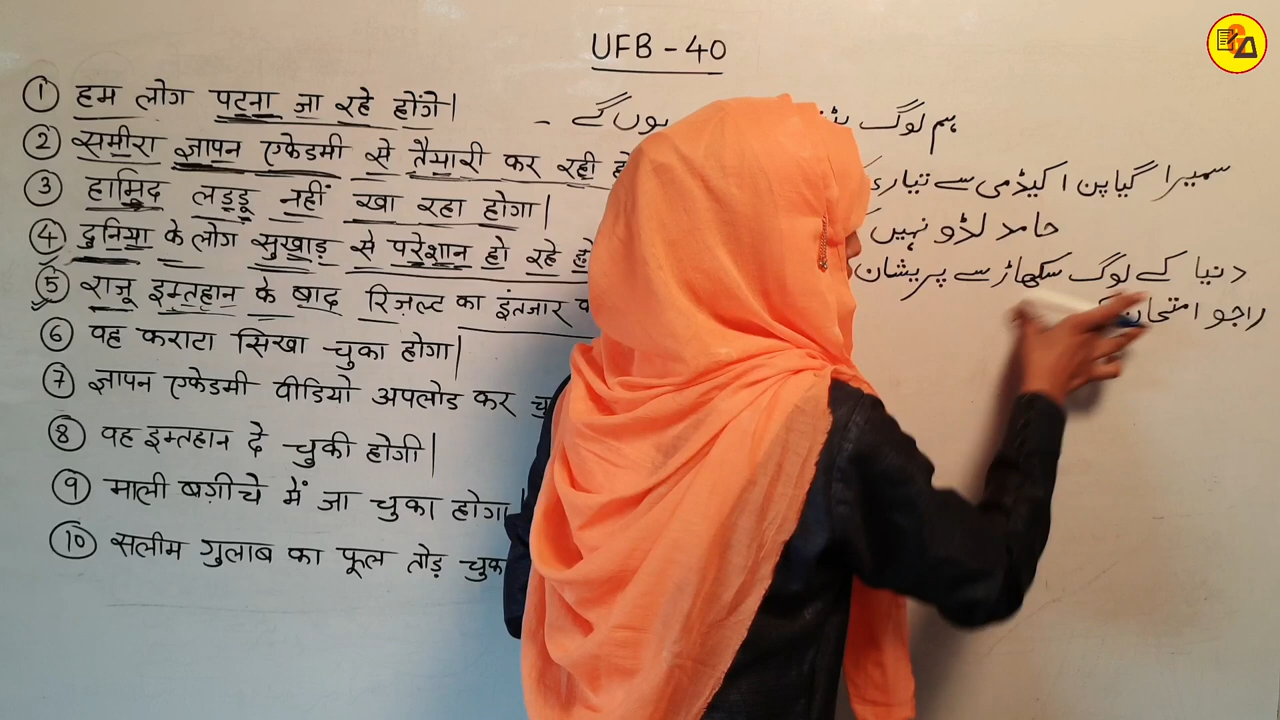 UFB - 40
① हम लोग पटना जा रहे होंगे|
② समीरा ज्ञापन एकेडमी से तैयारी कर रही
③ हामिद लड्डू नहीं खा रहा होगा|
④ दुनिया के लोग सुखाड़ से परेशान हो रहे
⑤ राजू इम्तहान के बाद रिज़ल्ट का इंतजार
⑥ वह कराटा सिखा चुका होगा|
⑦ ज्ञापन एकेडमी वीडियो अपलोड कर
⑧ वह इम्तहान दे चुकी होगी|
⑨ माली बग़ीचे में जा चुका होगा
⑩ सलीम गुलाब का फूल तोड़ चुक
ہم لوگ ہوں گے -
سمیرا گیاپن اکیڈمی سے تیاری
حامد لڈو نہیں
دنیا کے لوگ سکھاڑ سے پریشان
راجو امتحان